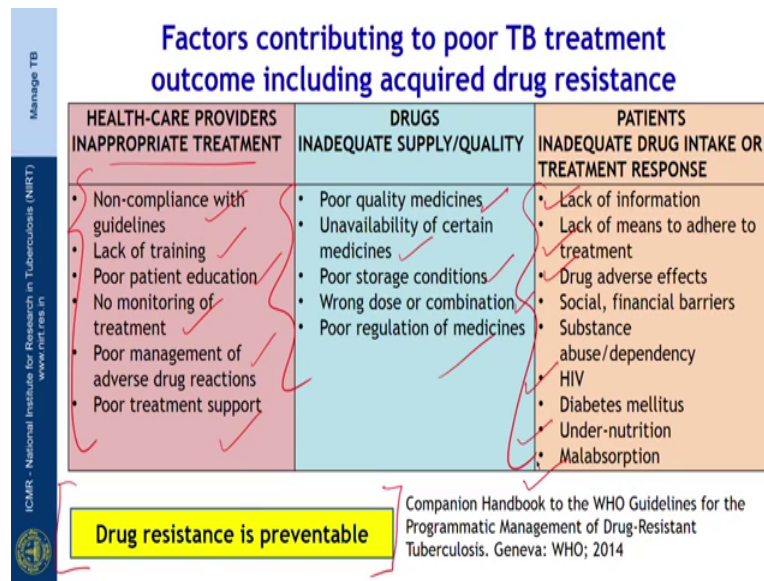 Manage TB
ICMR - National Institute for Research in Tuberculosis (NIRT)
www.nirt.res.in
Factors contributing to poor TB treatment
outcome including acquired drug resistance
HEALTH-CARE PROVIDERS
INAPPROPRIATE TREATMENT
• Non-compliance with
guidelines
• Lack of training
• Poor patient education
• No monitoring of
treatment
• Poor management of
adverse drug reactions
• Poor treatment support
DRUGS
INADEQUATE SUPPLY/QUALITY
• Poor quality medicines
• Unavailability of certain
medicines
• Poor storage conditions
• Wrong dose or combination
• Poor regulation of medicines
PATIENTS
INADEQUATE DRUG INTAKE OR
TREATMENT RESPONSE
• Lack of information
• Lack of means to adhere to
treatment
• Drug adverse effects
• Social, financial barriers
• Substance
abuse/dependency
• HIV
• Diabetes mellitus
• Under-nutrition
• Malabsorption
Drug resistance is preventable
Companion Handbook to the WHO Guidelines for the
Programmatic Management of Drug-Resistant
Tuberculosis. Geneva: WHO; 2014